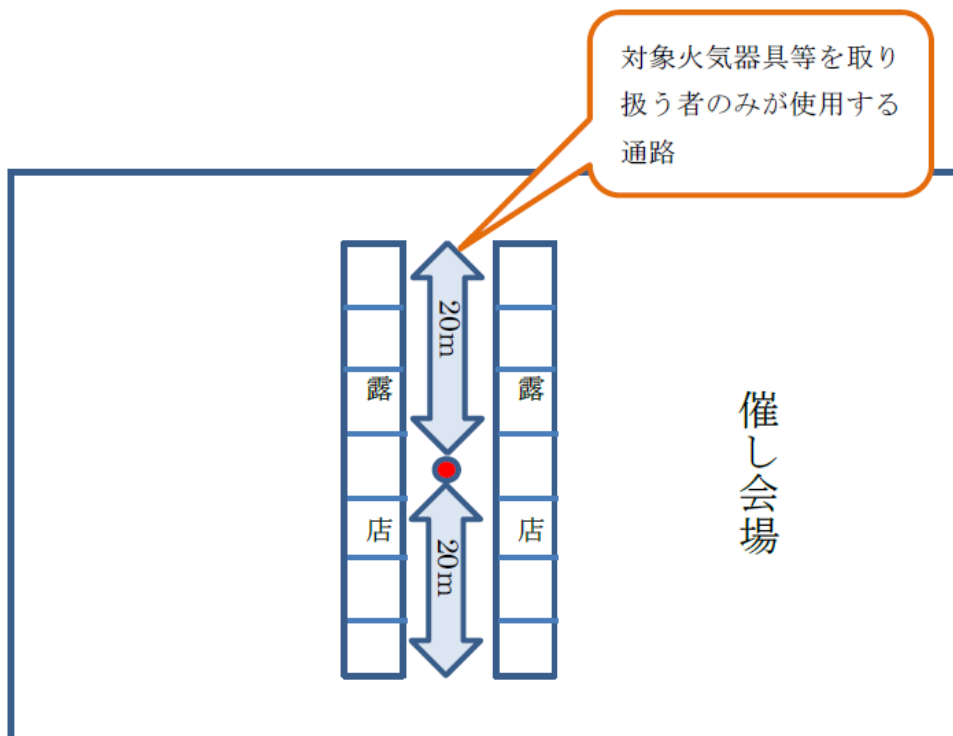 対象火気器具等を取り
扱う者のみが使用する
通路
20m
20m
露店
露店
催し会場